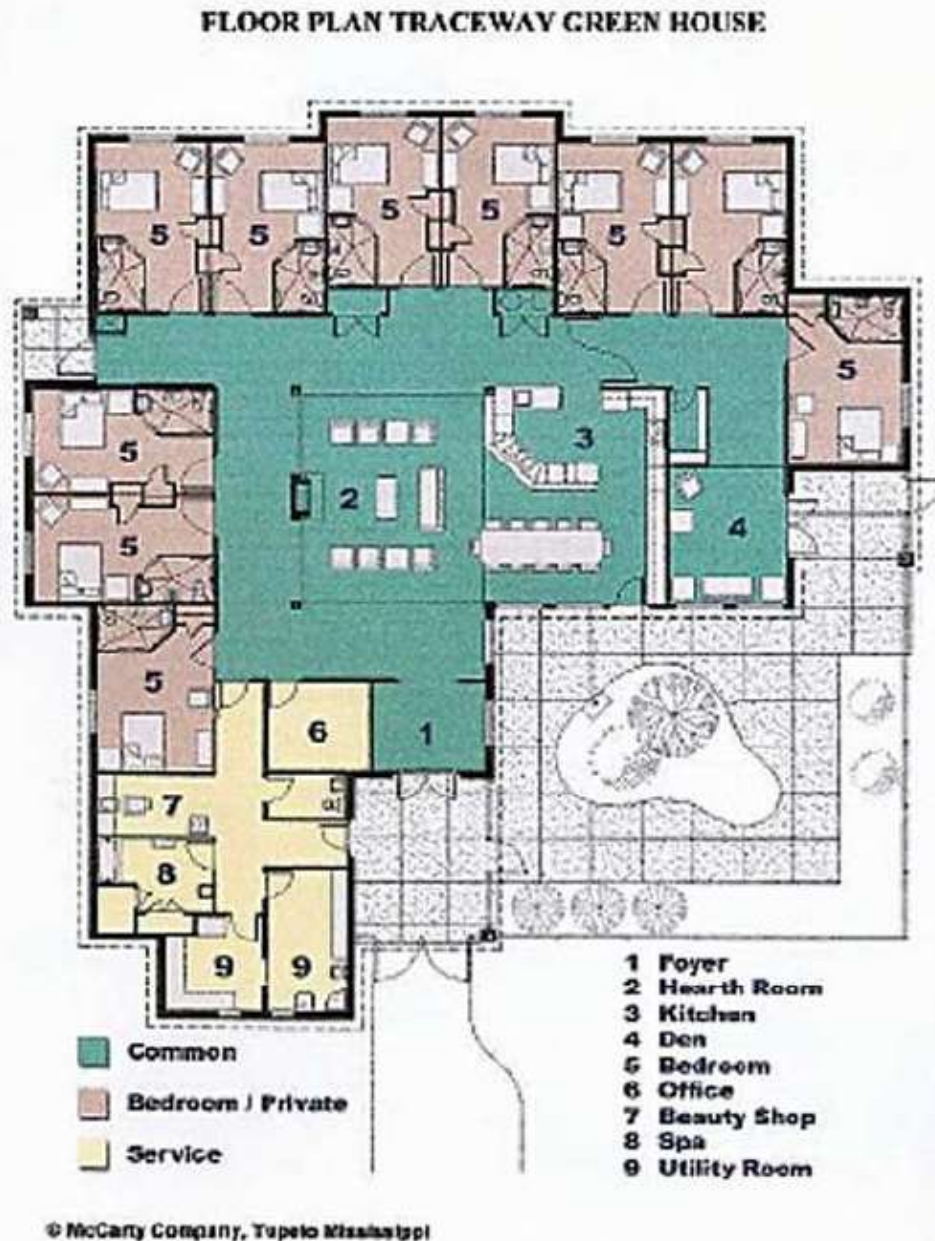 FLOOR PLAN TRACEWAY GREEN HOUSE
5
5
5
5
5
5
5
5
3
2
5
4
5
6
1
7
8
9
9
1 Foyer
2 Hearth Room
3 Kitchen
4 Den
5 Bedroom
6 Office
7 Beauty Shop
8 Spa
9 Utility Room
Common
Bedroom / Private
Service
© McCarty Company, Tupelo Mississippi